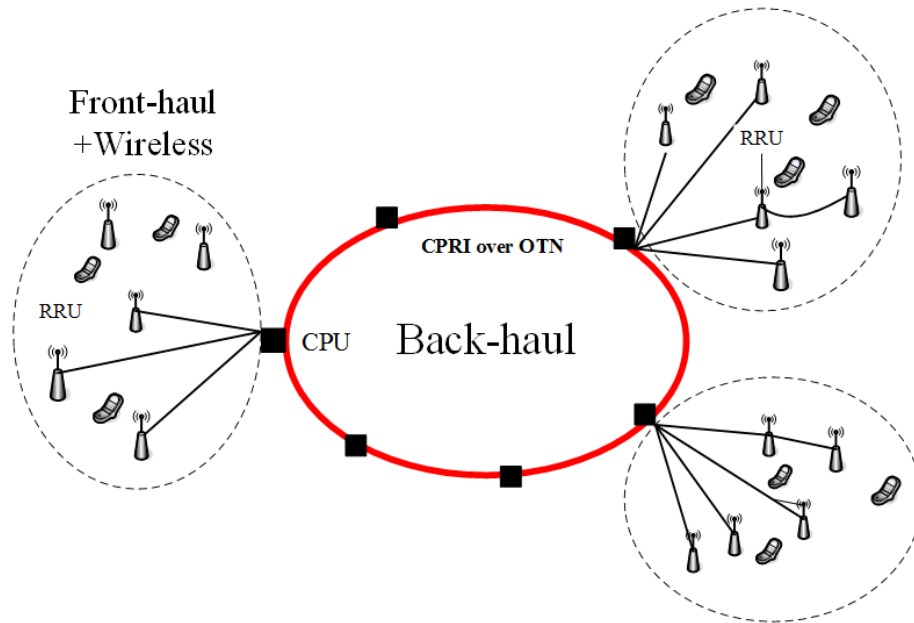 Front-haul
+Wireless
RRU
CPRI over OTN
RRU
CPU
Back-haul